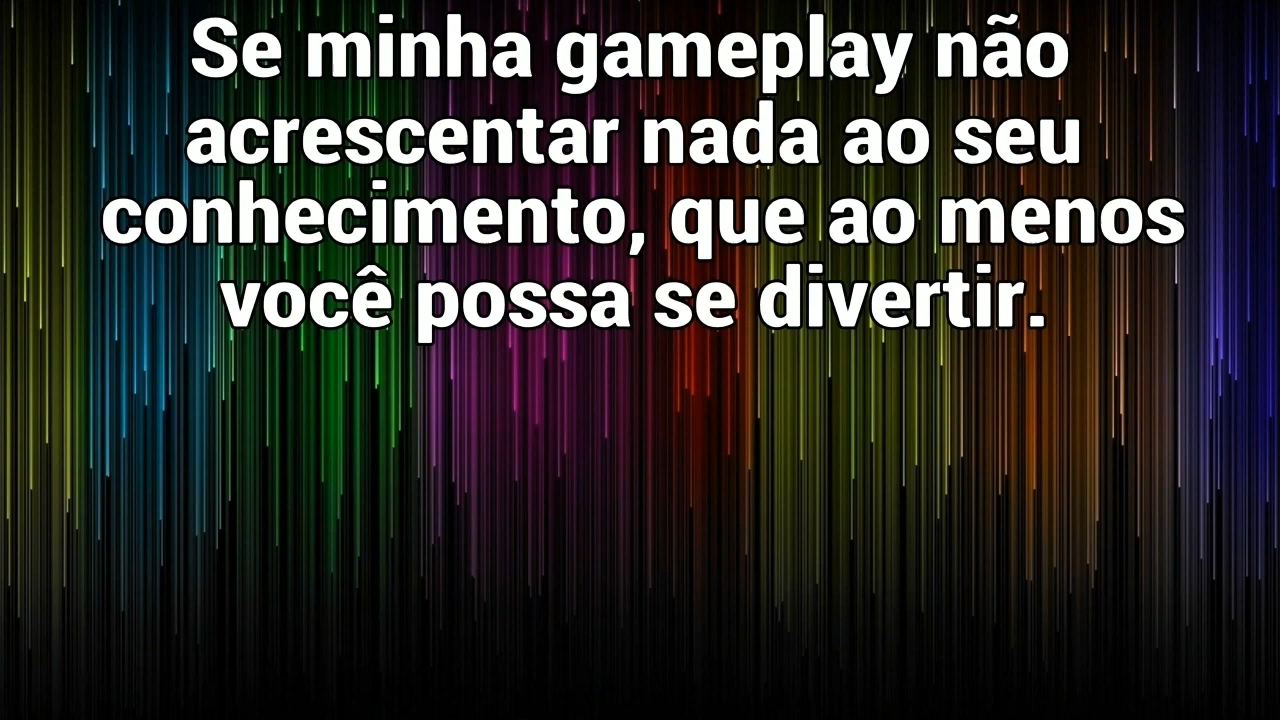 Se minha gameplay não
acrescentar nada ao seu
conhecimento, que ao menos
você possa se divertir.